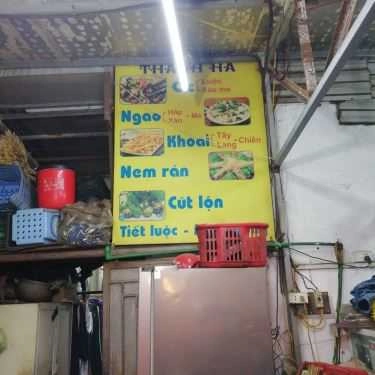 THANH HÀ
Ốc - Luộc
Xào me
Ngao - Hấp - Me
Xào
Khoai - Tây - Chiên
Lang
Nem rán
Cút lộn
Tiết luộc -